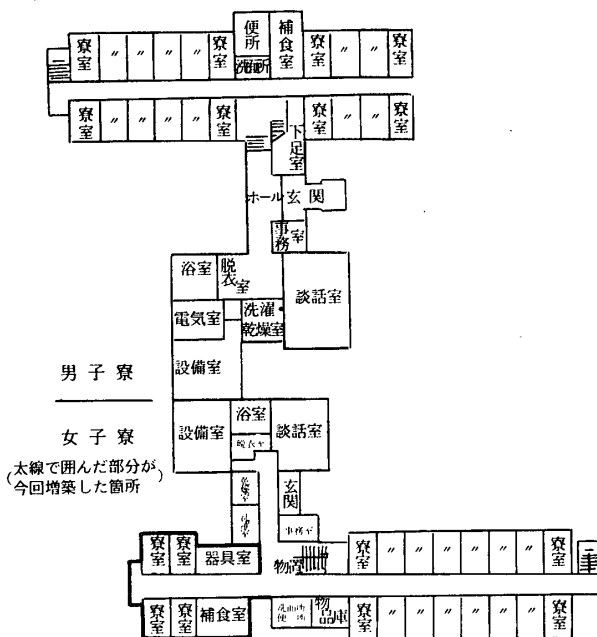 寮室 〃 〃 〃 〃 寮室 便所 補食室 寮室 〃 〃 寮室
洗面所
寮室 〃 〃 〃 〃 寮室 寮室 〃 〃 寮室
下足室
ホール 玄関
事務室
浴室 脱衣室 談話室
電気室 洗濯・乾燥室
設備室
男子寮
女子寮
(太線で囲んだ部分が
今回増築した箇所)
設備室 浴室 談話室
脱衣室
乾燥室 玄関
事務室
寮室 寮室 器具室 物置 寮室 〃 〃 〃 〃 〃 〃 寮室
寮室 寮室 補食室 洗面所 便所 物品庫 寮室 〃 〃 〃 〃 〃 〃 寮室